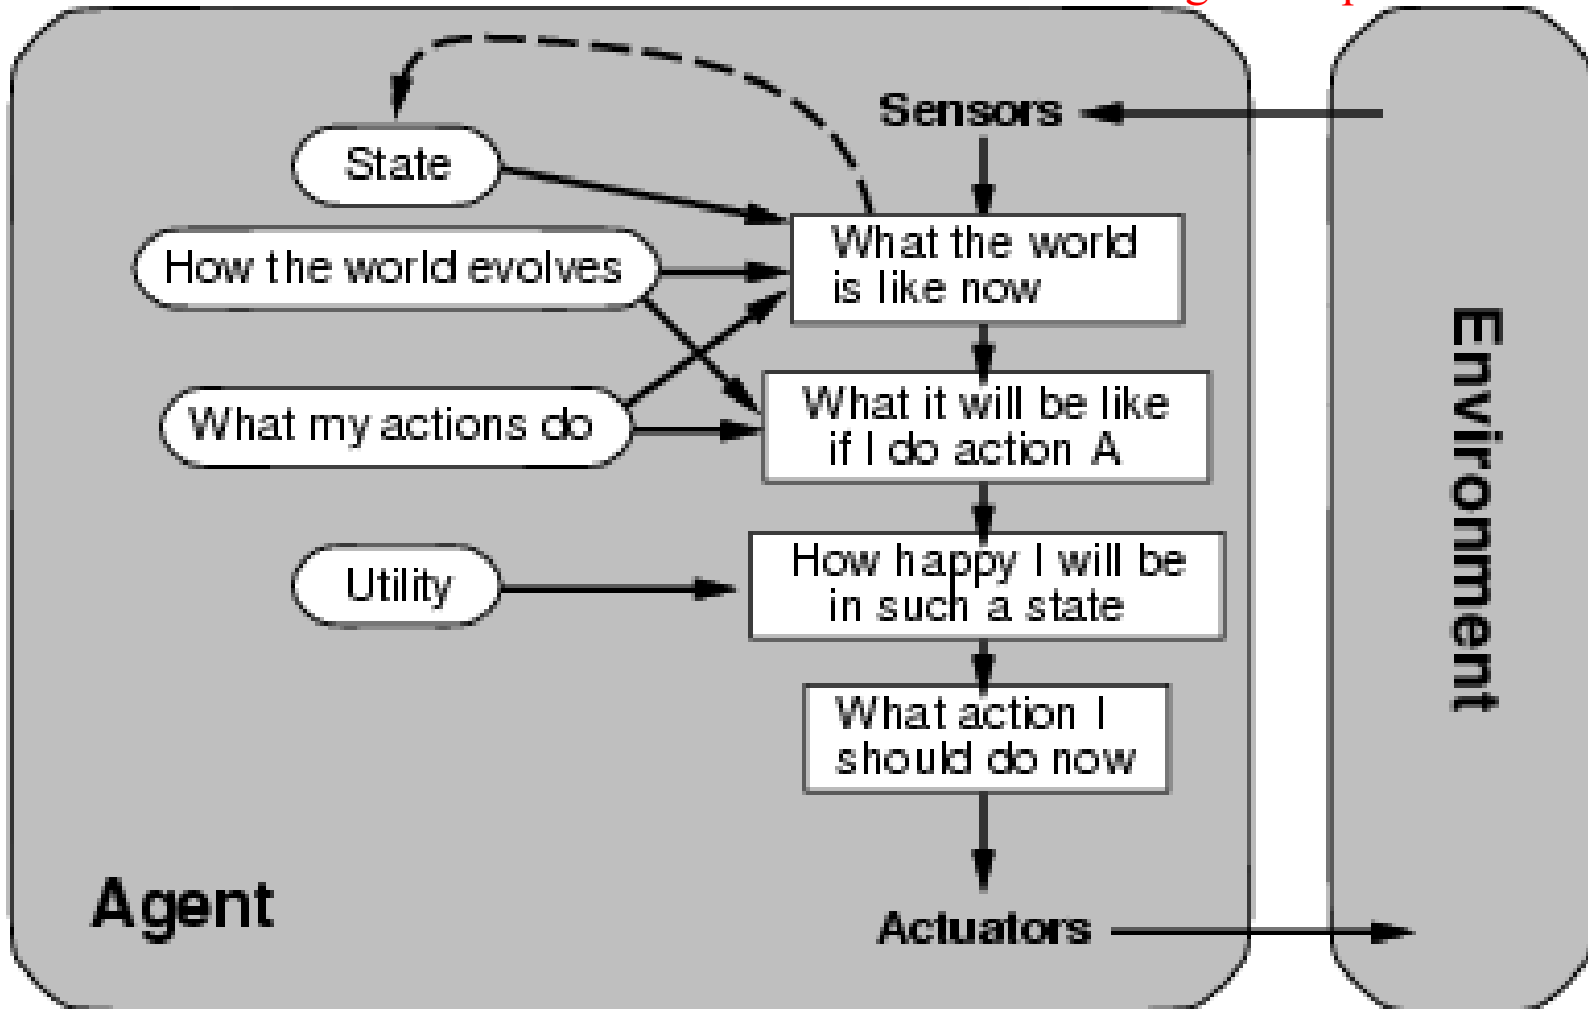 Sensors
State
What the world
is like now
How the world evolves
What it will be like
if I do action A
What my actions do
How happy I will be
in such a state
Utility
What action I
should do now
Agent
Actuators
Environment